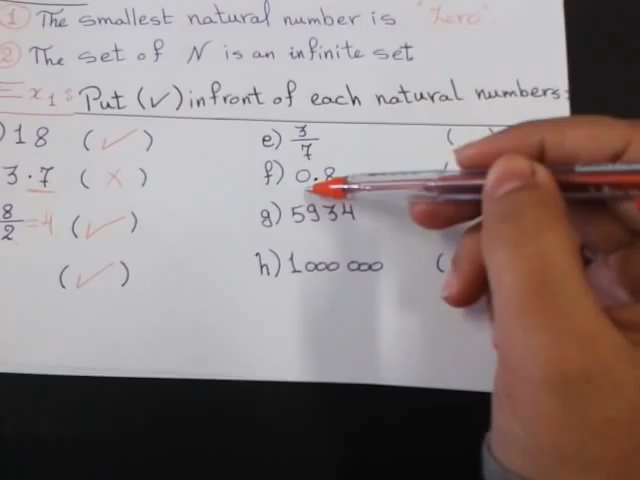 ① The smallest natural number is "Zero"
② The set of N is an infinite set
Ex1: Put (✓) infront of each natural numbers:
) 18 (✓) e) 3/7 (
3.7 (×) f) 0.8
8/2 =4 (✓) g) 5934
(✓) h) 1000 000 (